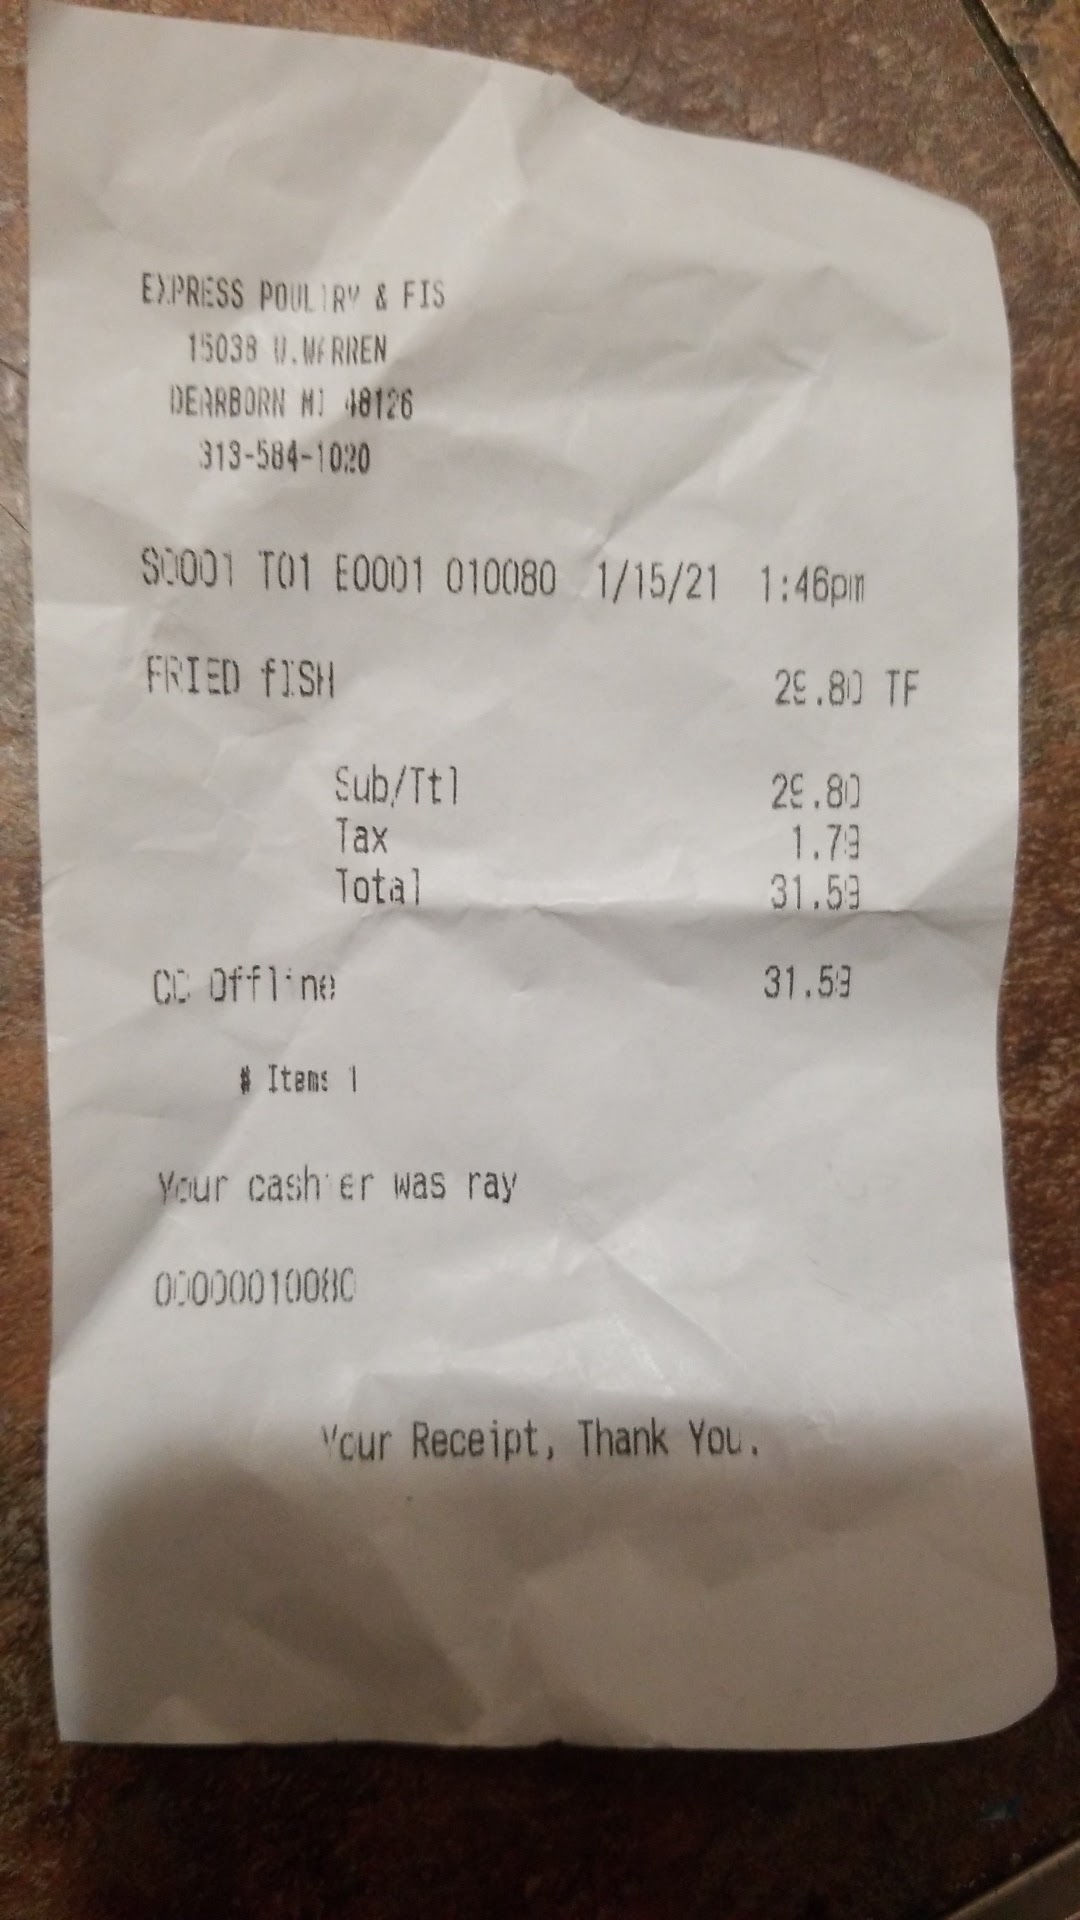 EXPRESS POULTRY & FIS
15038 W.WARREN
DEARBORN MI 48126
313-584-1020
S0001 T01 E0001 010080 1/15/21 1:46pm
FRIED fISH 29.80 TF
Sub/Ttl 29.80
Tax 1.79
Total 31.59
CC Offline 31.59
# Items 1
Your cashier was ray
00000010080
Your Receipt, Thank You.